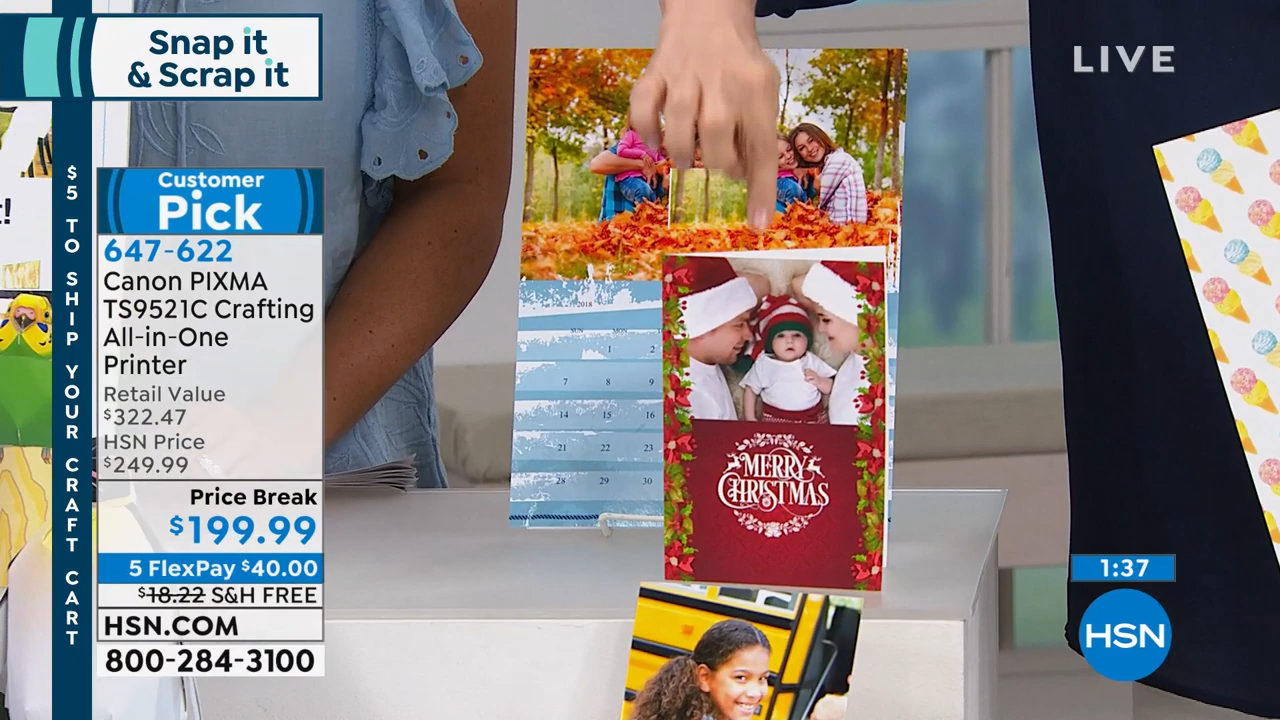 Snap it
& Scrap it
LIVE
$5 TO SHIP YOUR CRAFT CART
t!
Customer
Pick
647-622
Canon PIXMA
TS9521C Crafting
All-in-One
Printer
Retail Value
$322.47
HSN Price
$249.99
Price Break
$199.99
5 FlexPay $40.00
$18.22 S&H FREE
HSN.COM
800-284-3100
2018
SUN MON
1 2
7 8 9
14 15 16
21 22 23
28 29 30
MERRY
CHRISTMAS
1:37
HSN